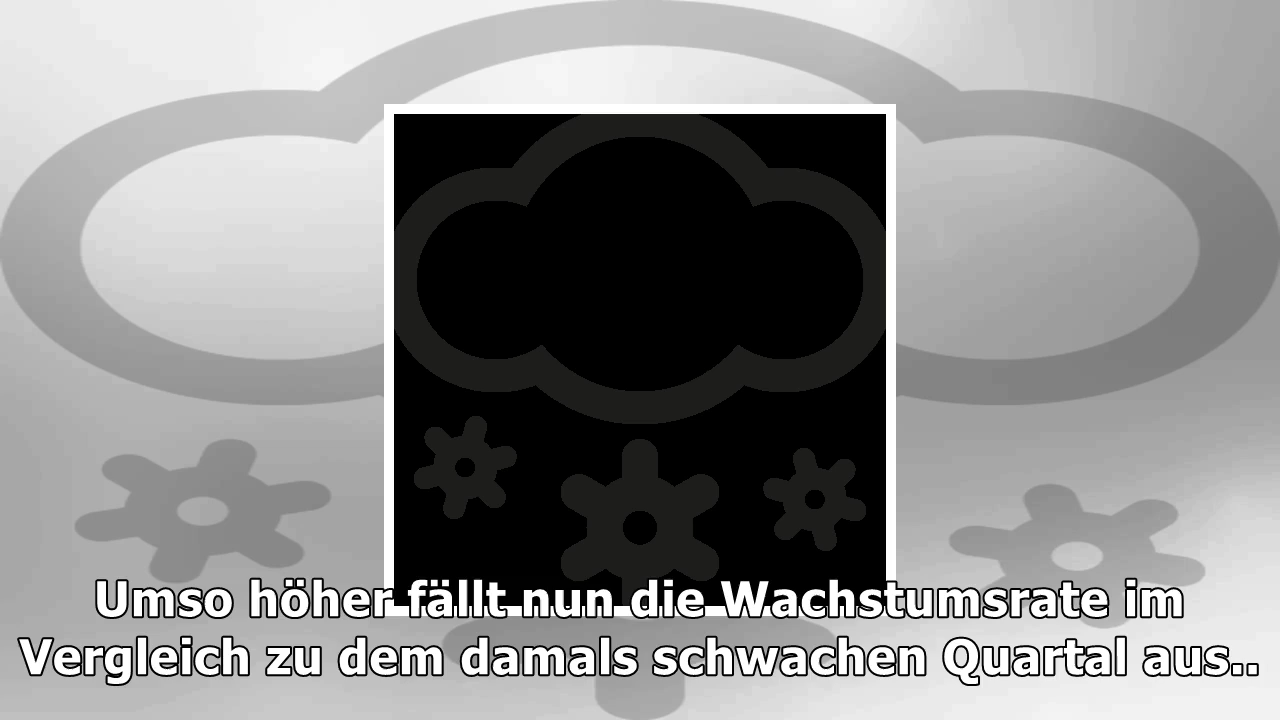 Umso höher fällt nun die Wachstumsrate im
Vergleich zu dem damals schwachen Quartal aus..